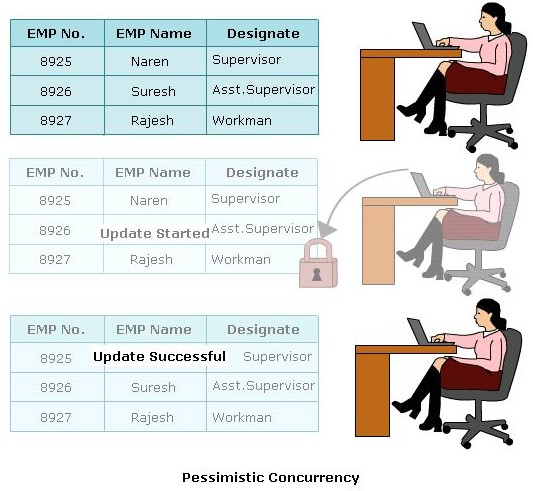 EMP No. EMP Name Designate
8925 Naren Supervisor
8926 Suresh Asst.Supervisor
8927 Rajesh Workman
EMP No. EMP Name Designate
8925 Naren Supervisor
8926 Update Started Asst.Supervisor
8927 Rajesh Workman
EMP No. EMP Name Designate
8925 Update Successful Supervisor
8926 Suresh Asst.Supervisor
8927 Rajesh Workman
Pessimistic Concurrency